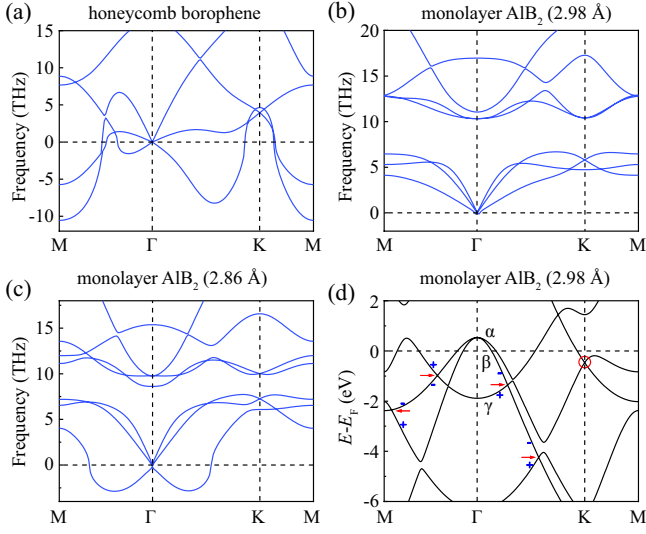 (a) honeycomb borophene
Frequency (THz)
15
10
5
0
-5
-10
M Γ K M
(b) monolayer AlB₂ (2.98 Å)
Frequency (THz)
20
15
10
5
0
M Γ K M
(c) monolayer AlB₂ (2.86 Å)
Frequency (THz)
20
15
10
5
0
M Γ K M
(d) monolayer AlB₂ (2.98 Å)
E-E_F (eV)
2
0
-2
-4
-6
α
β
γ
+ -
- +
- +
- +
M Γ K M